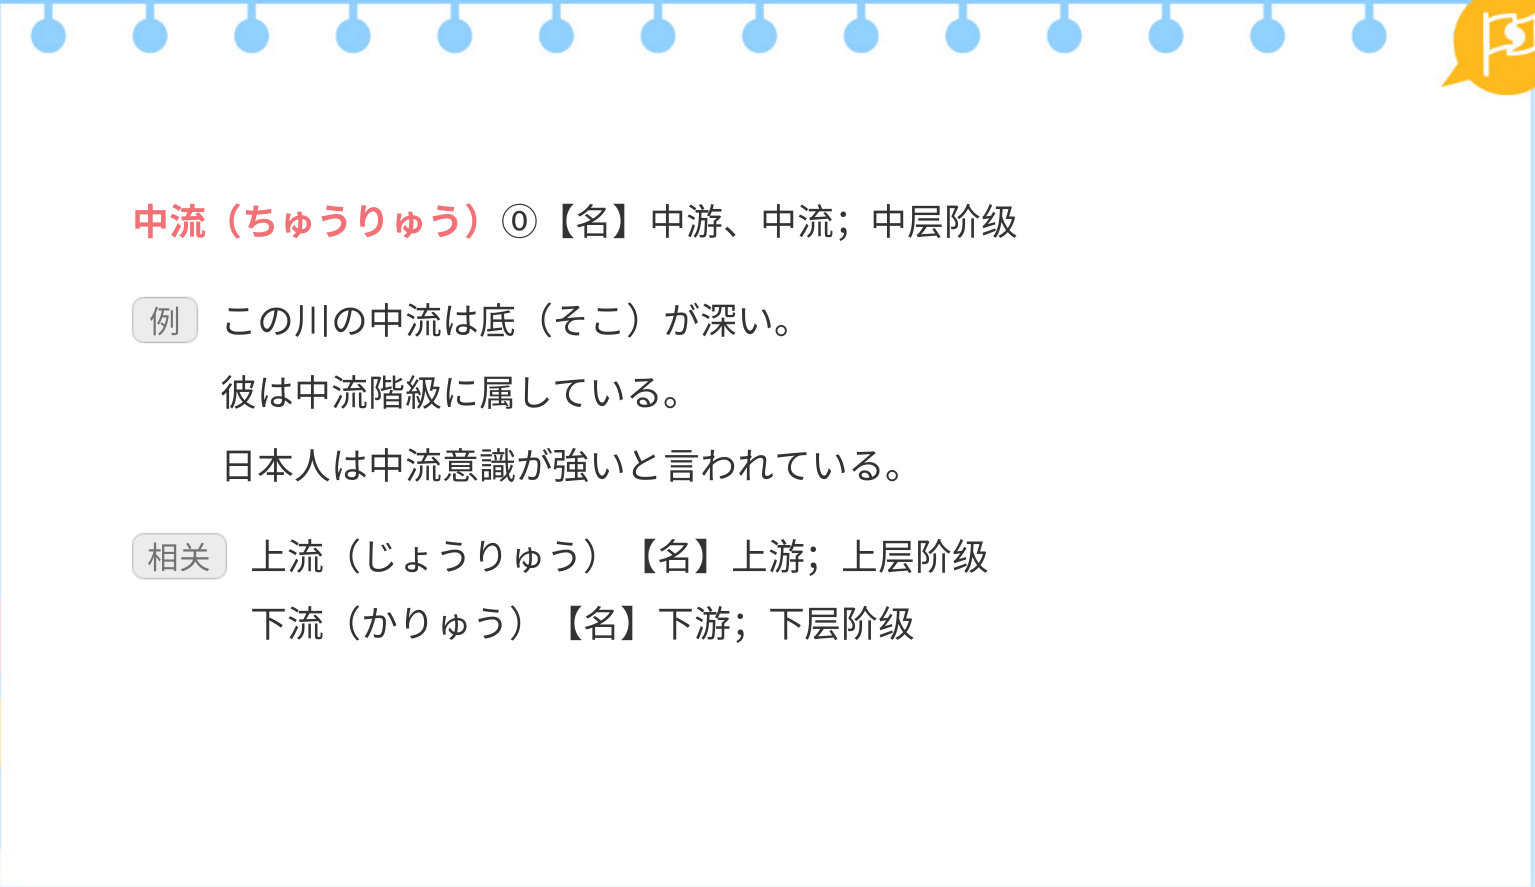 中流（ちゅうりゅう）⓪【名】中游、中流；中层阶级
例 この川の中流は底（そこ）が深い。
彼は中流階級に属している。
日本人は中流意識が強いと言われている。
相关 上流（じょうりゅう）【名】上游；上层阶级
下流（かりゅう）【名】下游；下层阶级